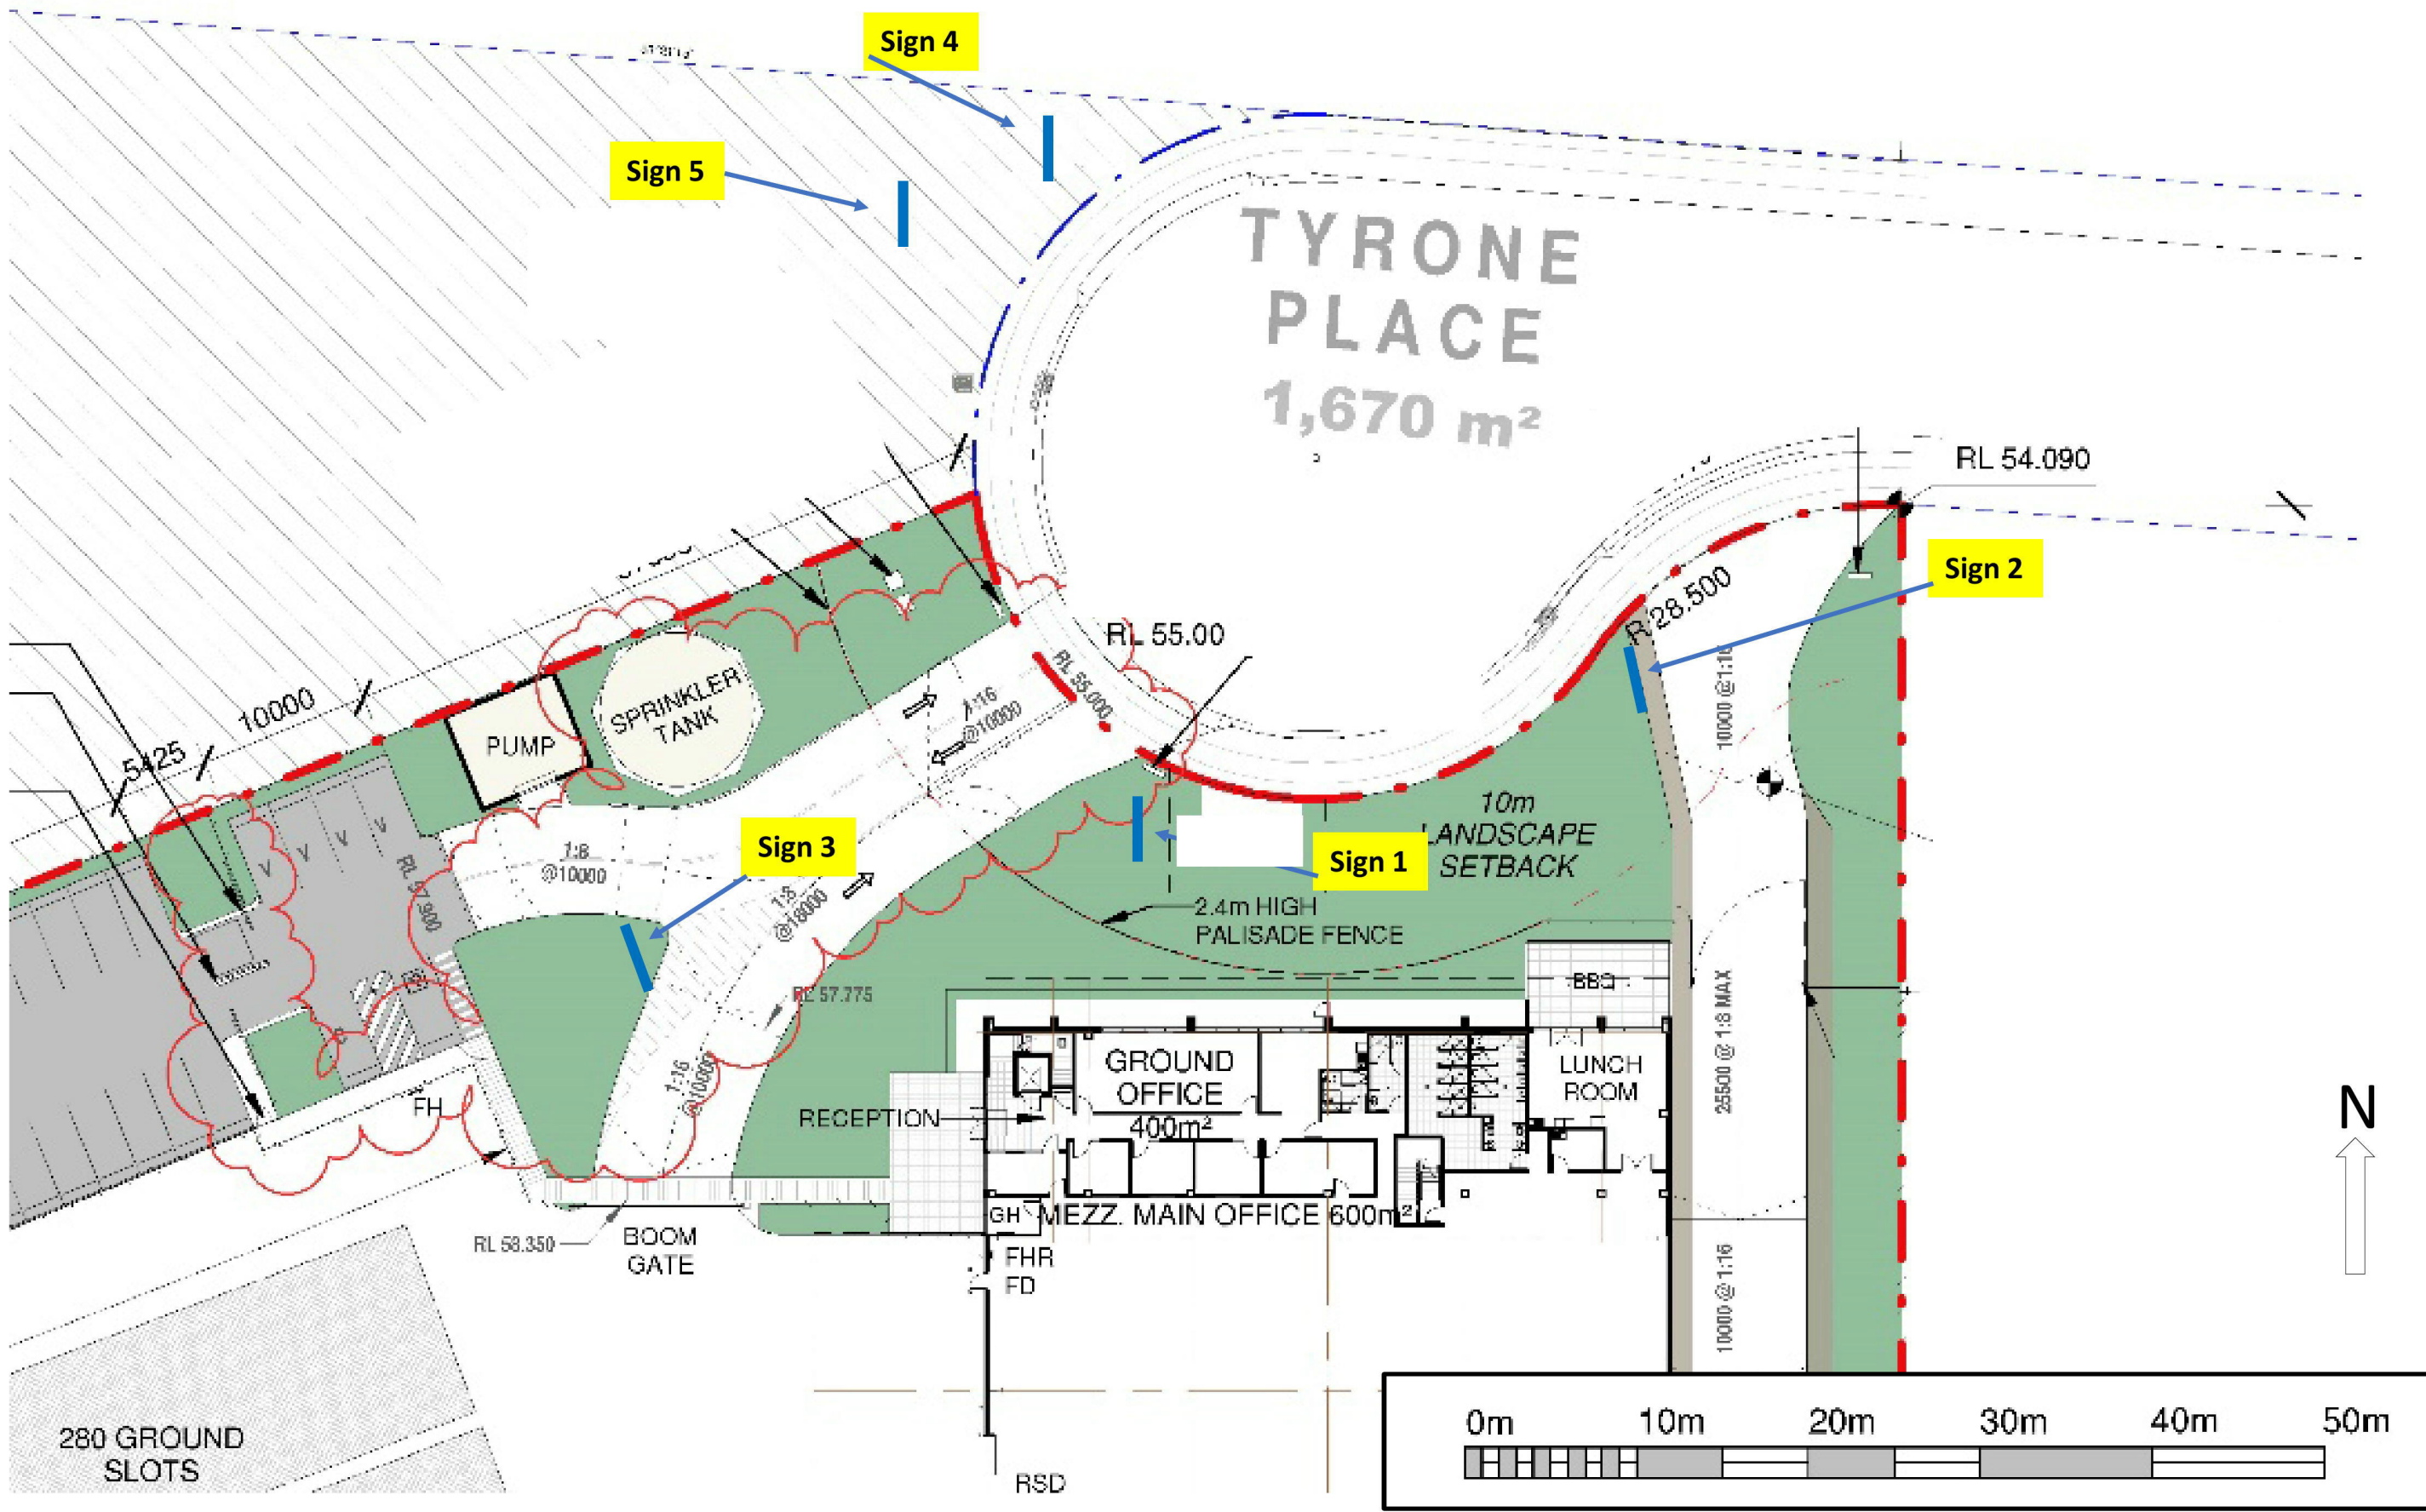 Sign 4
Sign 5
TYRONE
PLACE
1,670 m²
RL 54.090
Sign 2
R 28.500
RL 55.00
RL 55.000
SPRINKLER
TANK
PUMP
10000
5425
1:16
@10000
10m
LANDSCAPE
SETBACK
Sign 3
Sign 1
1:8
@10000
1:8
@18000
RL 57.900
2.4m HIGH
PALISADE FENCE
RL 57.775
BBQ
25500 @ 1:8 MAX
GROUND
OFFICE
400m²
LUNCH
ROOM
RECEPTION
FH
1:16
@10000
N
GH
MEZZ. MAIN OFFICE 600m²
RL 58.350
BOOM
GATE
FHR
FD
10000 @ 1:16
280 GROUND
SLOTS
RSD
0m 10m 20m 30m 40m 50m